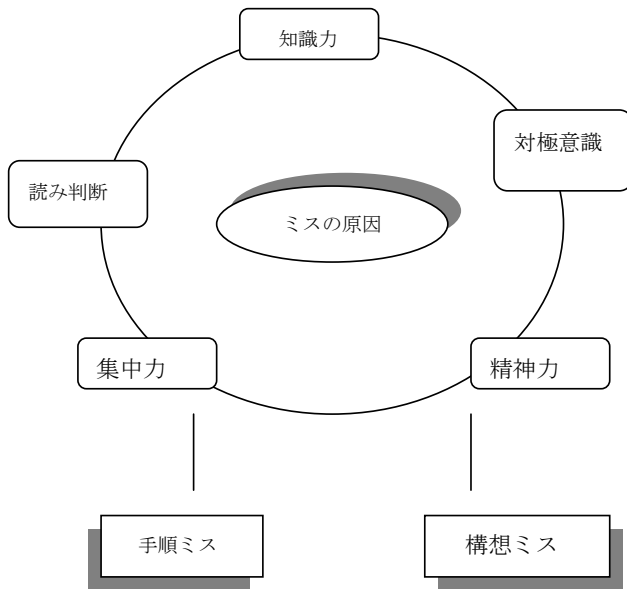 知識力
対極意識
読み判断
ミスの原因
集中力
精神力
手順ミス
構想ミス